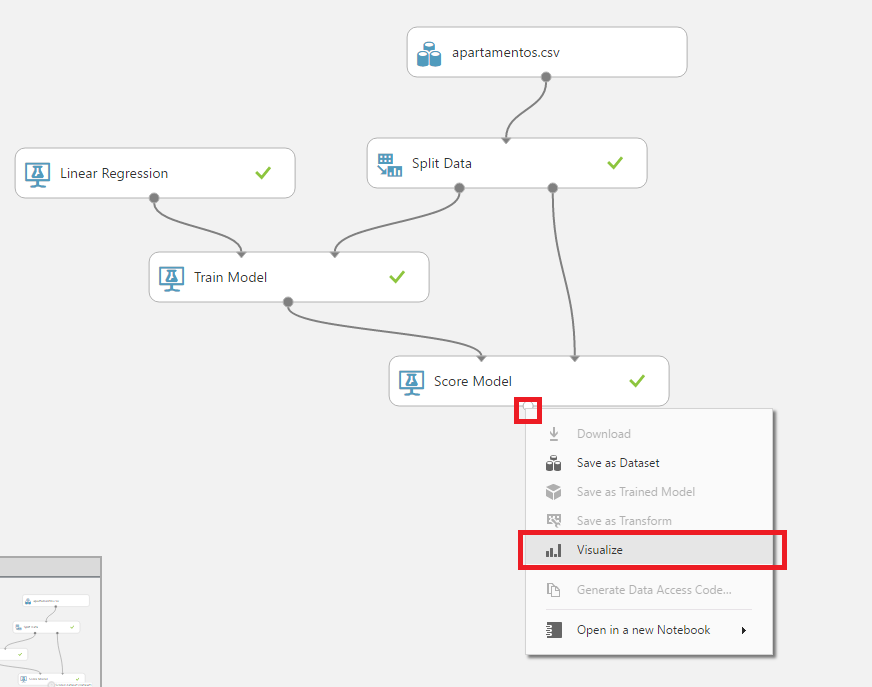 apartamentos.csv
Split Data
Linear Regression
Train Model
Score Model
Download
Save as Dataset
Save as Trained Model
Save as Transform
Visualize
Generate Data Access Code...
Open in a new Notebook